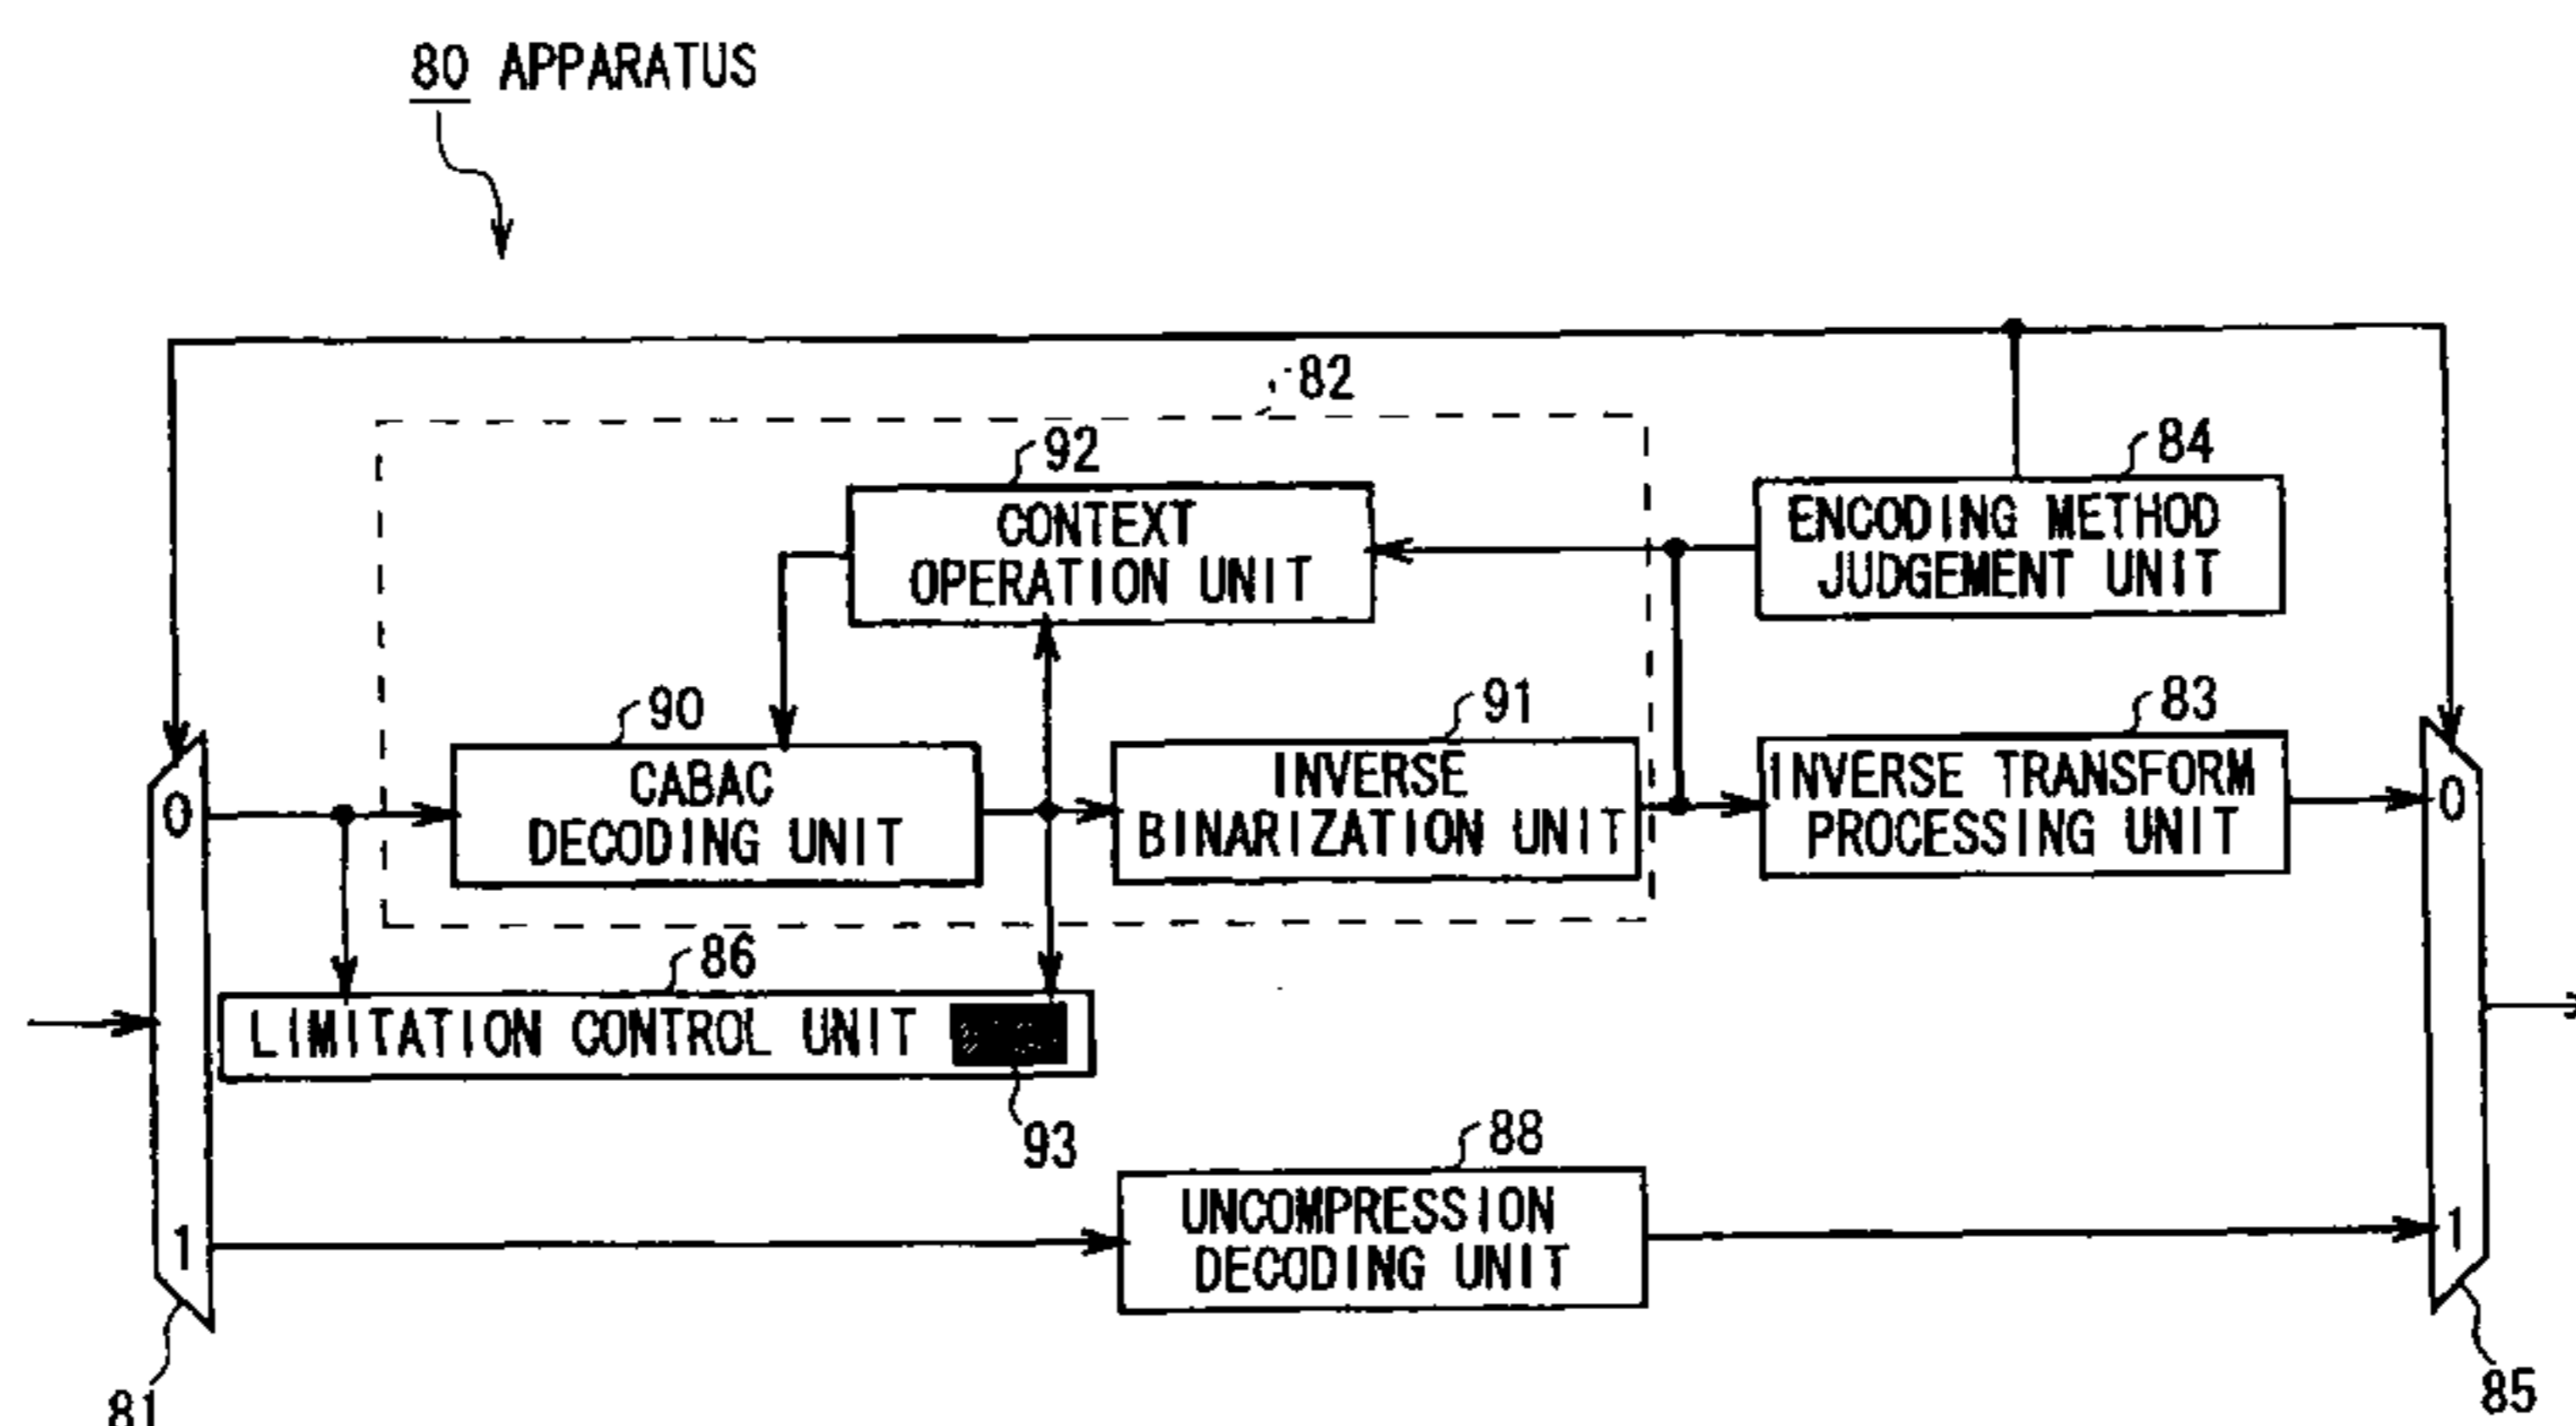 80 APPARATUS
82
92
CONTEXT
OPERATION UNIT
84
ENCODING METHOD
JUDGEMENT UNIT
90
CABAC
DECODING UNIT
91
INVERSE
BINARIZATION UNIT
83
INVERSE TRANSFORM
PROCESSING UNIT
0
0
86
LIMITATION CONTROL UNIT
93
88
UNCOMPRESSION
DECODING UNIT
1
1
81
85